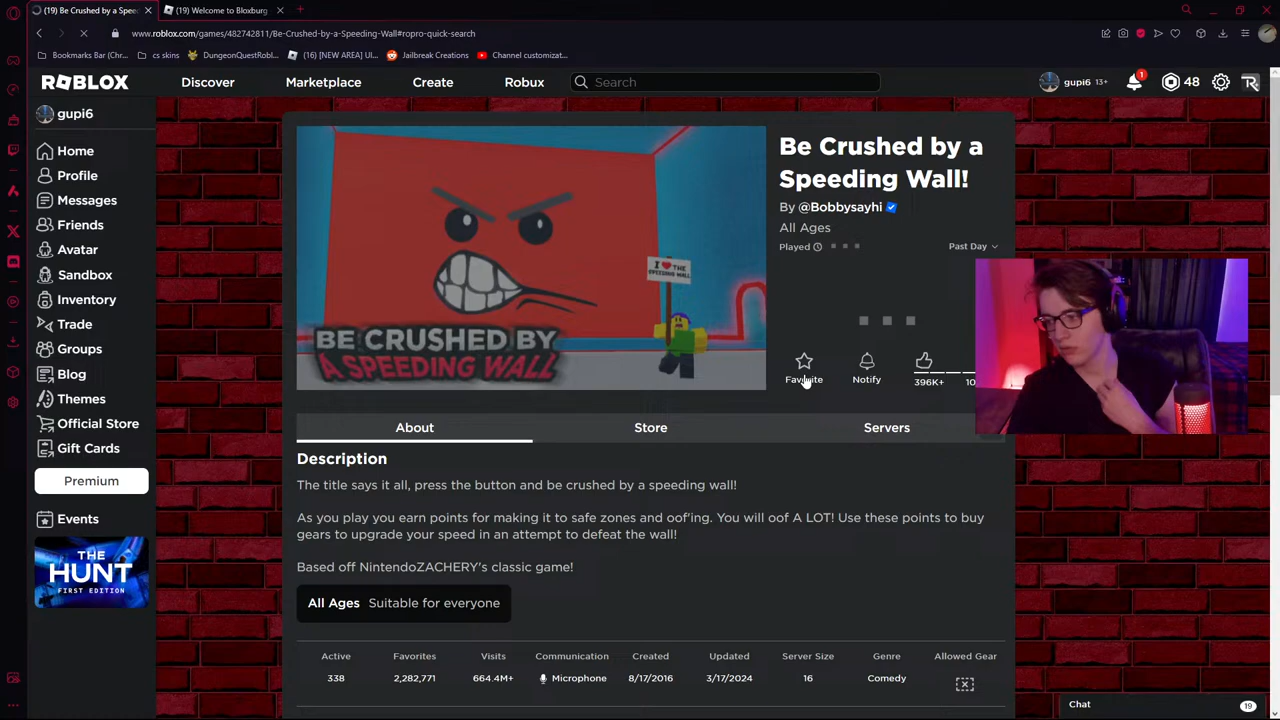 (19) Be Crushed by a Spee
(19) Welcome to Bloxburg
www.roblox.com/games/482742811/Be-Crushed-by-a-Speeding-Wall#ropro-quick-search
Bookmarks Bar (Chro...
cs skins
DungeonQuestRobl...
(16) [NEW AREA] Ul...
Jailbreak Creations
Channel customizat...
ROBLOX
Discover
Marketplace
Create
Robux
Search
gupi6 13+
1
48
gupi6
Home
Profile
Messages
Friends
Avatar
Sandbox
Inventory
Trade
Groups
Blog
Themes
Official Store
Gift Cards
Premium
Events
THE
HUNT
FIRST EDITION
I ❤ THE
SPEEDING WALL
BE CRUSHED BY
A SPEEDING WALL
Be Crushed by a
Speeding Wall!
By @Bobbysayhi
All Ages
Played
Past Day
Favorite
Notify
396K+
10
About
Store
Servers
Description
The title says it all, press the button and be crushed by a speeding wall!
As you play you earn points for making it to safe zones and oof'ing. You will oof A LOT! Use these points to buy
gears to upgrade your speed in an attempt to defeat the wall!
Based off NintendoZACHERY's classic game!
All Ages Suitable for everyone
Active Favorites Visits Communication Created Updated Server Size Genre Allowed Gear
338 2,282,771 664.4M+ Microphone 8/17/2016 3/17/2024 16 Comedy
Chat
19